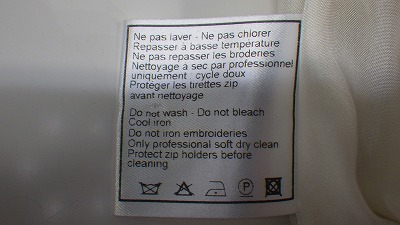 Ne pas laver - Ne pas chlorer
Repasser à basse température
Ne pas repasser les broderies
Nettoyage à sec par professionnel
uniquement : cycle doux
Protéger les tirettes zip
avant nettoyage
Do not wash - Do not bleach
Cool iron
Do not iron embroideries
Only professional soft dry clean
Protect zip holders before
cleaning
P